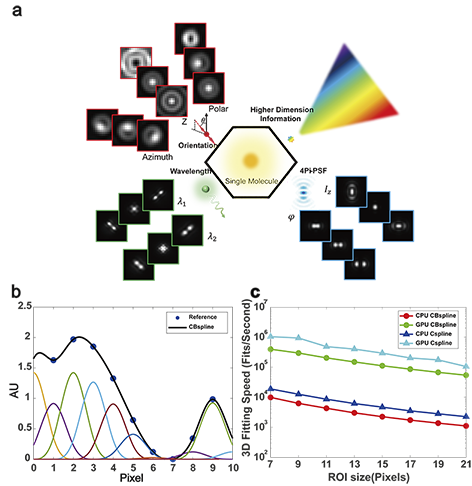 a
Polar
Z
θ
Orientation
Azimuth
Higher Dimension
Information
Wavelength
Single Molecule
4Pi-PSF
λ1
λ2
Iz
φ
b
2.5
2
1.5
1
0.5
0
AU
Reference
CBspline
0 1 2 3 4 5 6 7 8 9 10
Pixel
c
3D Fitting Speed (Fits/Second)
10^7
10^6
10^5
10^4
10^3
10^2
CPU CBspline
GPU CBspline
CPU Cspline
GPU Cspline
7 9 11 13 15 17 19 21
ROI size(Pixels)